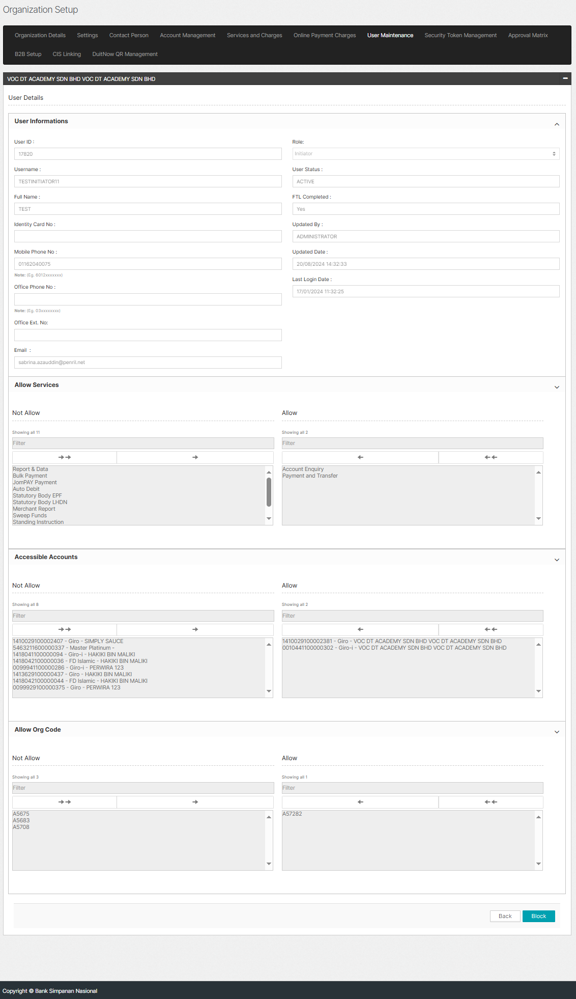 Organization Setup
Organization Details Settings Contact Person Account Management Services and Charges Online Payment Charges User Maintenance Security Token Management Approval Matrix
B2B Setup CIS Linking DuitNow QR Management
VOC DT ACADEMY SDN BHD VOC DT ACADEMY SDN BHD
User Details
User Informations
User ID :
17820
Role:
Initiator
Username :
TESTINITIATOR11
User Status :
ACTIVE
Full Name :
TEST
FTL Completed :
Yes
Identity Card No :
Updated By :
ADMINISTRATOR
Mobile Phone No :
01162040075
Note: (Eg. 6012xxxxxxx)
Updated Date :
20/08/2024 14:32:33
Office Phone No :
Note: (Eg. 03xxxxxxxx)
Last Login Date :
17/01/2024 11:32:25
Office Ext. No:
Email :
sabrina.azauddin@penril.net
Allow Services
Not Allow
Showing all 11
Filter
Report & Data
Bulk Payment
JomPAY Payment
Auto Debit
Statutory Body EPF
Statutory Body LHDN
Merchant Report
Sweep Funds
Standing Instruction
Allow
Showing all 2
Filter
Account Enquiry
Payment and Transfer
Accessible Accounts
Not Allow
Showing all 8
Filter
1410029100002407 - Giro - SIMPLY SAUCE
5463211600000337 - Master Platinum -
1418041100000094 - Giro-i - HAKIKI BIN MALIKI
1418042100000036 - FD Islamic - HAKIKI BIN MALIKI
0099941100000286 - Giro-i - PERWIRA 123
1413629100000437 - Giro - HAKIKI BIN MALIKI
1418042100000044 - FD Islamic - HAKIKI BIN MALIKI
0099929100000375 - Giro - PERWIRA 123
Allow
Showing all 2
Filter
1410029100002381 - Giro - VOC DT ACADEMY SDN BHD VOC DT ACADEMY SDN BHD
0010441100000302 - Giro-i - VOC DT ACADEMY SDN BHD VOC DT ACADEMY SDN BHD
Allow Org Code
Not Allow
Showing all 3
Filter
A5675
A5683
A5708
Allow
Showing all 1
Filter
A57282
Back Block
Copyright © Bank Simpanan Nasional